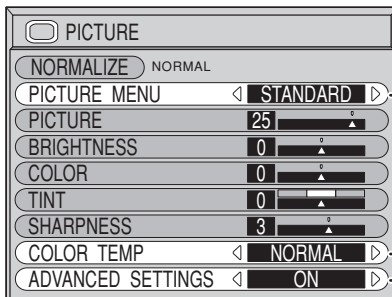 PICTURE
NORMALIZE NORMAL
PICTURE MENU STANDARD
PICTURE 25
BRIGHTNESS 0
COLOR 0
TINT 0
SHARPNESS 3
COLOR TEMP NORMAL
ADVANCED SETTINGS ON